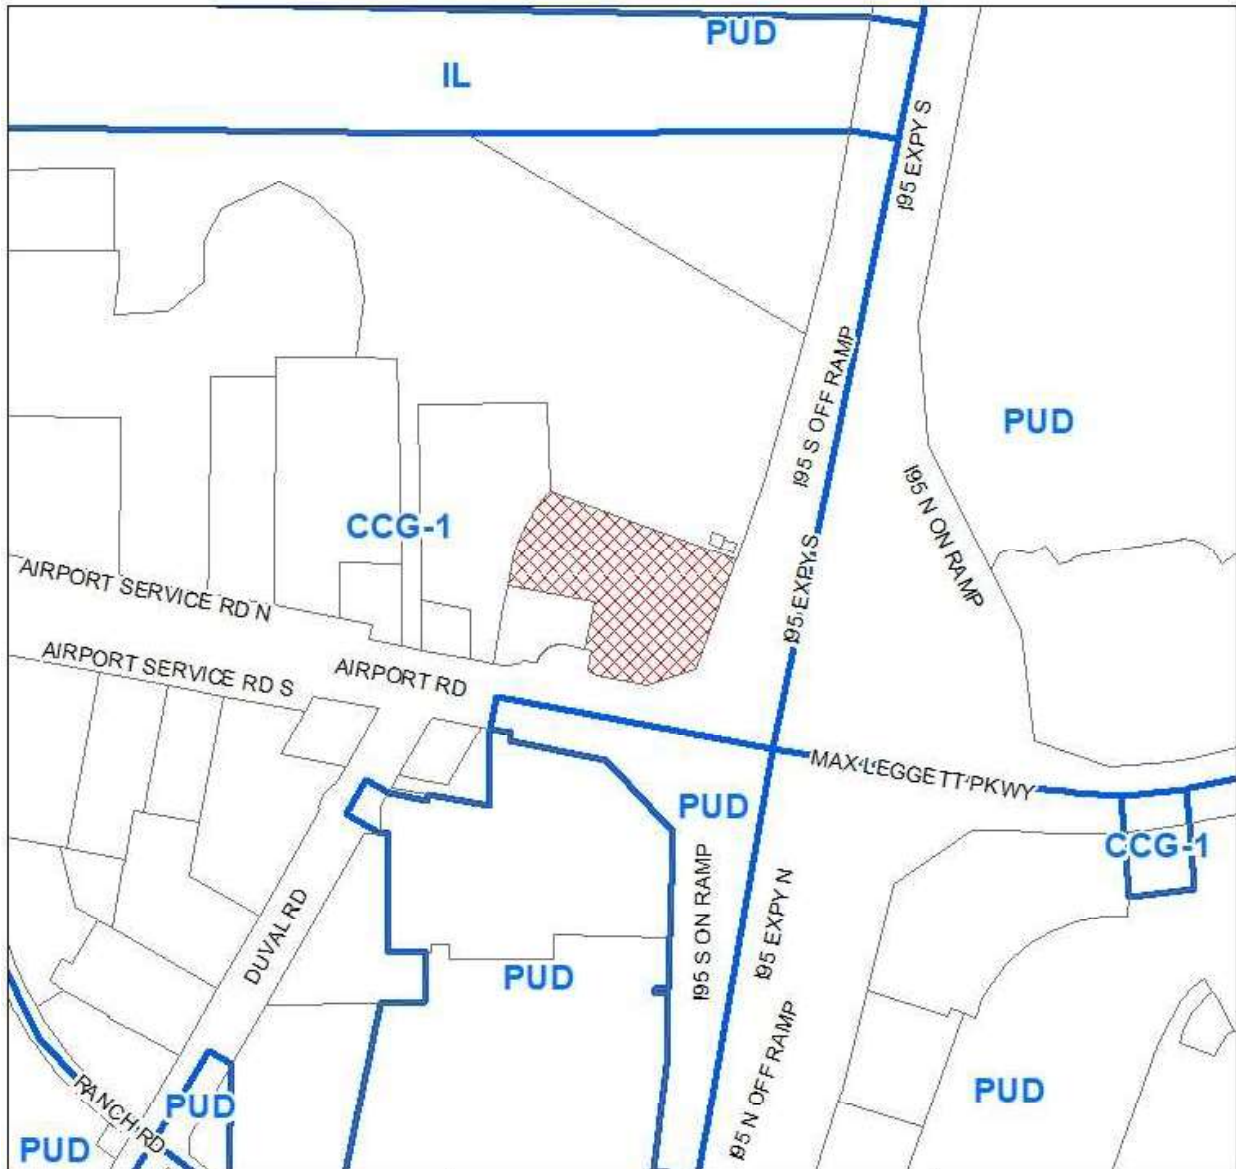 PUD
IL
I95 EXPY S
I95 S OFF RAMP
PUD
CCG-1
I95 N ON RAMP
I95 EXPY S
AIRPORT SERVICE RD N
AIRPORT SERVICE RD S
AIRPORT RD
MAX LEGGETT PKWY
PUD
CCG-1
I95 S ON RAMP
I95 EXPY N
DUVAL RD
PUD
I95 N OFF RAMP
PUD
RANCH RD
PUD
PUD